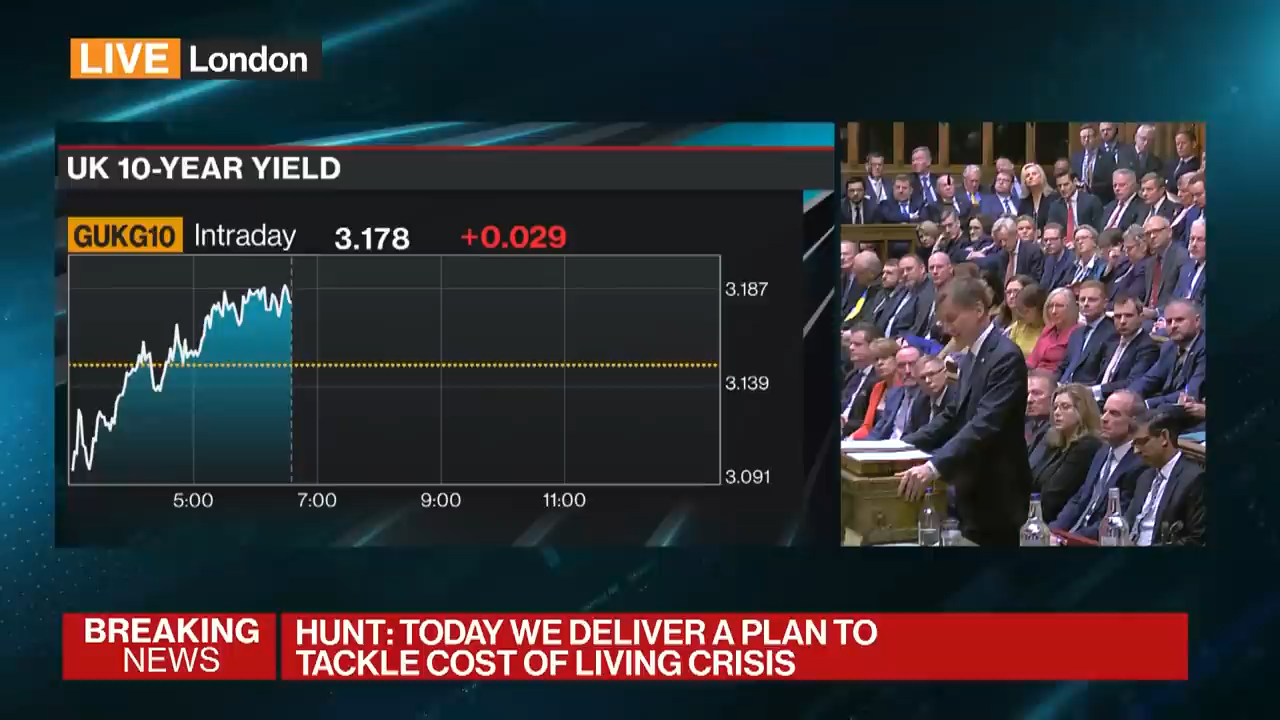 LIVE London
UK 10-YEAR YIELD
GUKG10 Intraday 3.178 +0.029
3.187
3.139
3.091
5:00 7:00 9:00 11:00
BREAKING
NEWS
HUNT: TODAY WE DELIVER A PLAN TO
TACKLE COST OF LIVING CRISIS